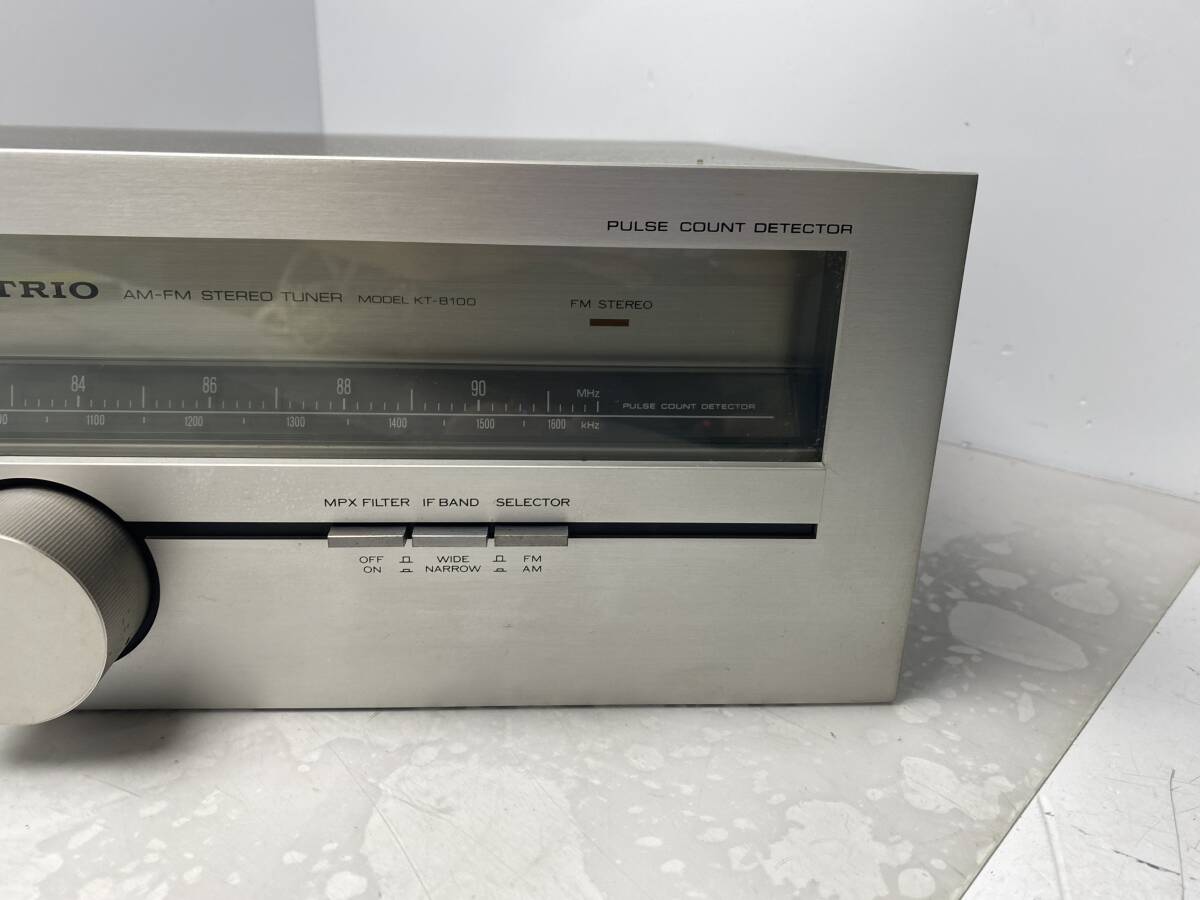 PULSE COUNT DETECTOR
TRIO AM-FM STEREO TUNER MODEL KT-8100
FM STEREO
84 86 88 90 MHz
PULSE COUNT DETECTOR
1100 1200 1300 1400 1500 1600 kHz
MPX FILTER IF BAND SELECTOR
OFF WIDE FM
ON NARROW AM